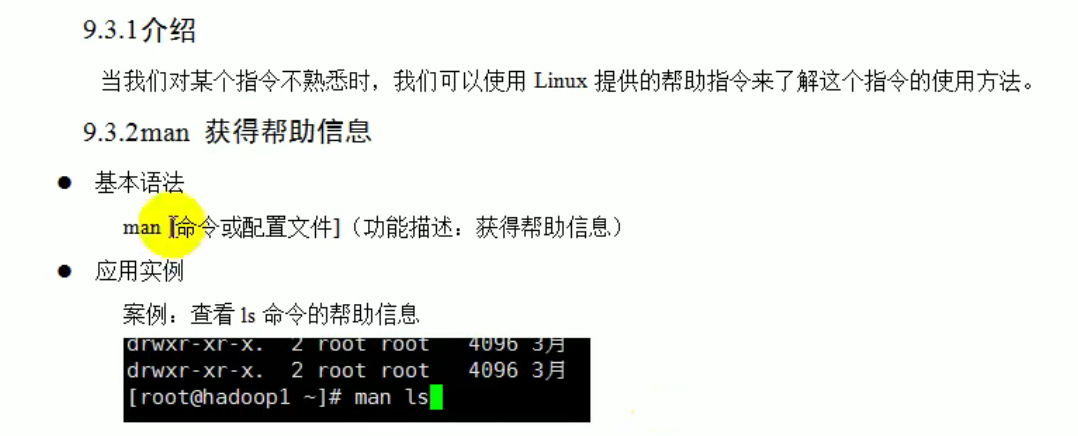 9.3.1介绍
当我们对某个指令不熟悉时，我们可以使用 Linux 提供的帮助指令来了解这个指令的使用方法。
9.3.2man 获得帮助信息
● 基本语法
man [命令或配置文件]（功能描述：获得帮助信息）
● 应用实例
案例：查看 ls 命令的帮助信息
drwxr-xr-x. 2 root root 4096 3月
drwxr-xr-x. 2 root root 4096 3月
[root@hadoop1 ~]# man ls